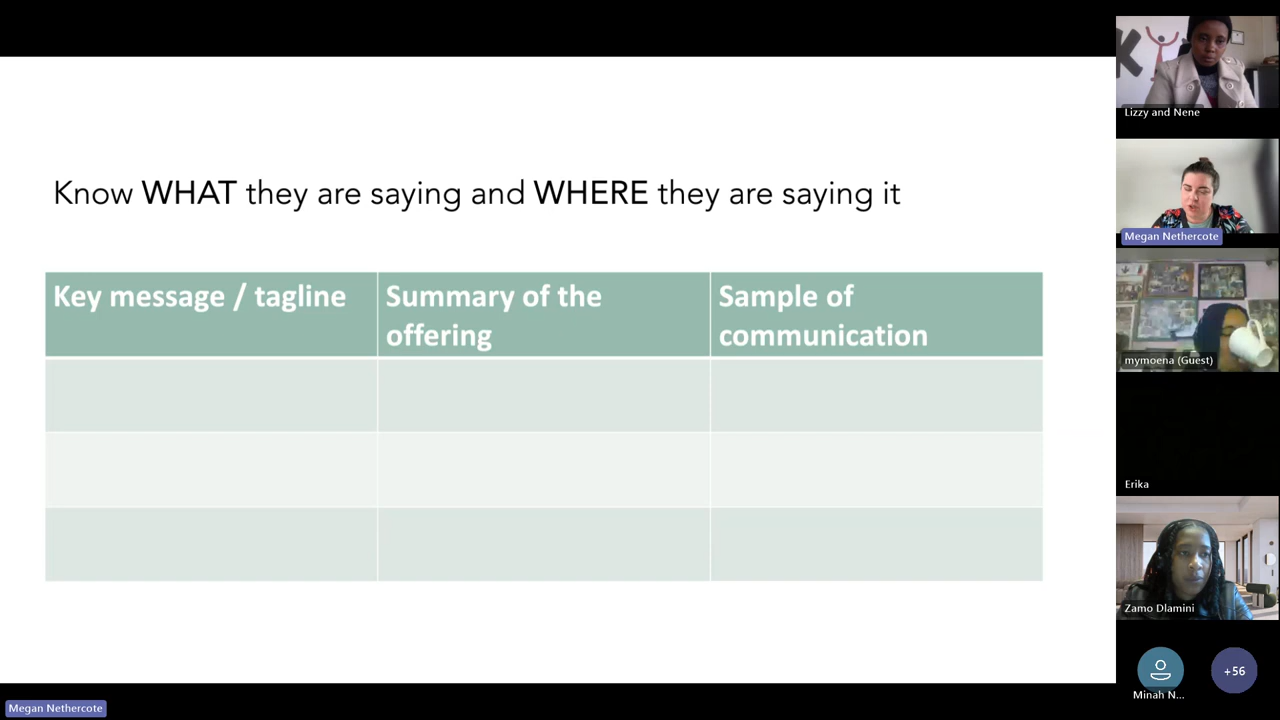 Know WHAT they are saying and WHERE they are saying it
Key message / tagline
Summary of the
offering
Sample of
communication
Lizzy and Nene
Megan Nethercote
mymoena (Guest)
Erika
Zamo Dlamini
Minah N...
+56
Megan Nethercote